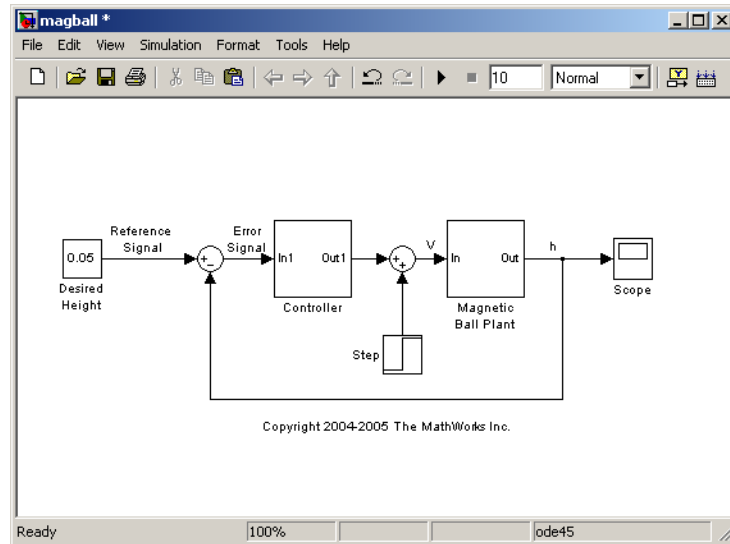 magball *
File Edit View Simulation Format Tools Help
10 Normal
Reference
Signal
Error
Signal
0.05
Desired
Height
+
−
In1 Out1
Controller
+
+
V
In Out
Magnetic
Ball Plant
h
Scope
Step
Copyright 2004-2005 The MathWorks Inc.
Ready 100% ode45